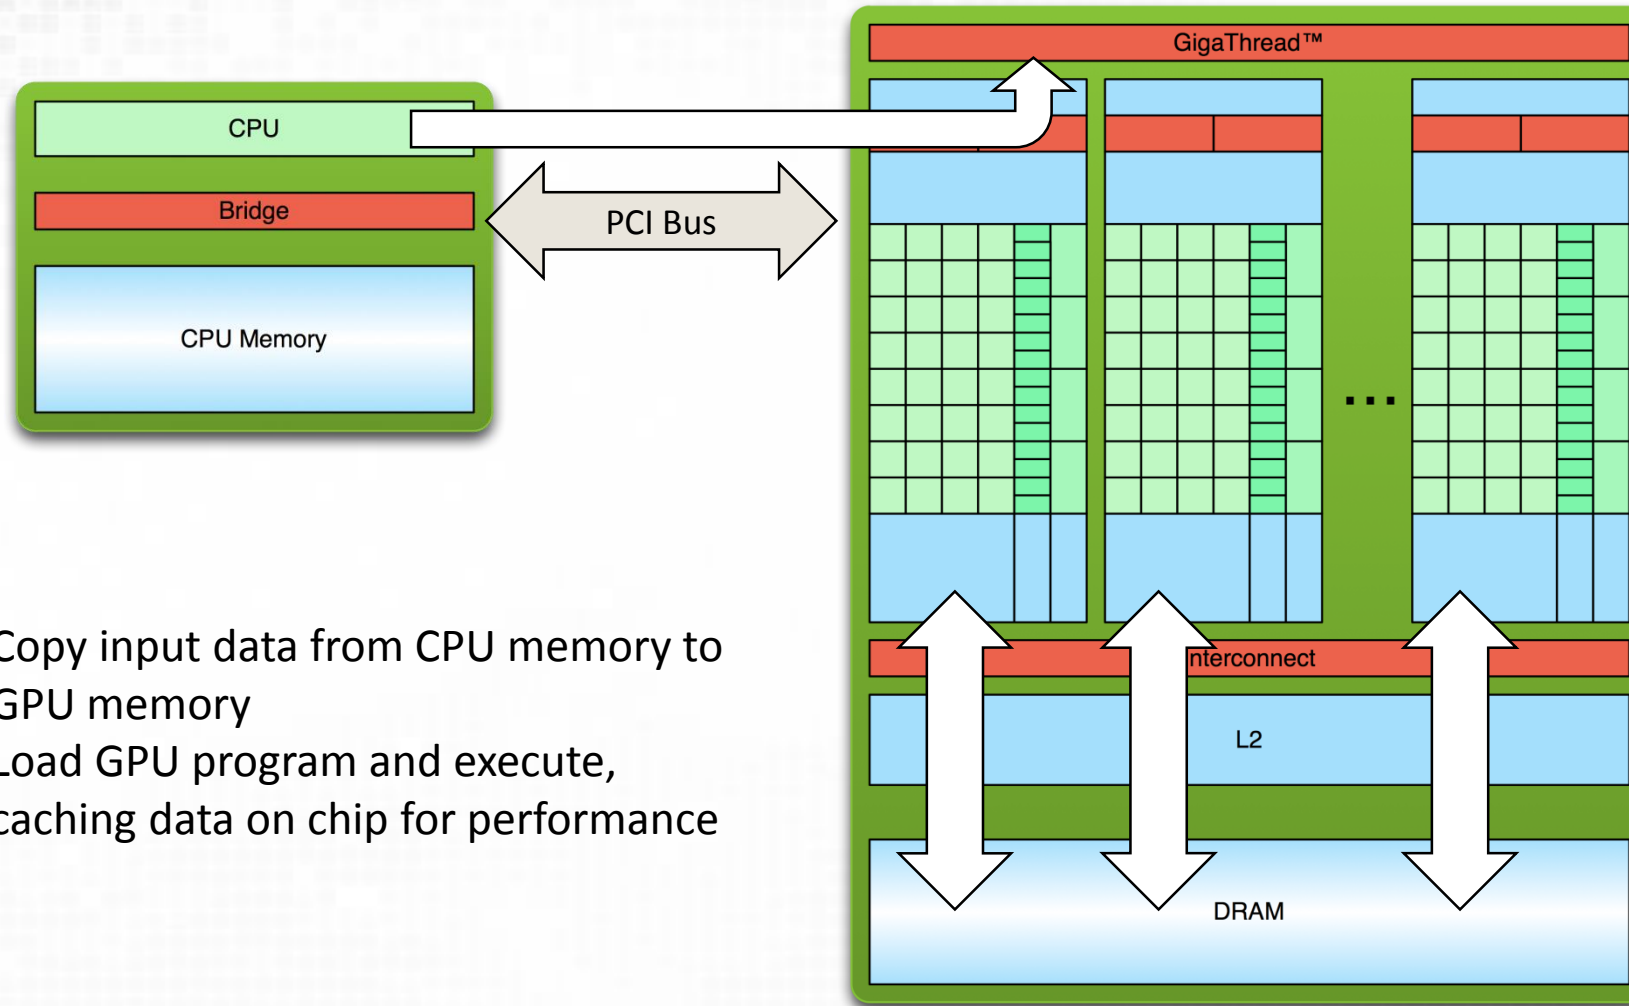 GigaThread™
CPU
Bridge
PCI Bus
CPU Memory
...
Copy input data from CPU memory to
GPU memory
Load GPU program and execute,
caching data on chip for performance
nterconnect
L2
DRAM